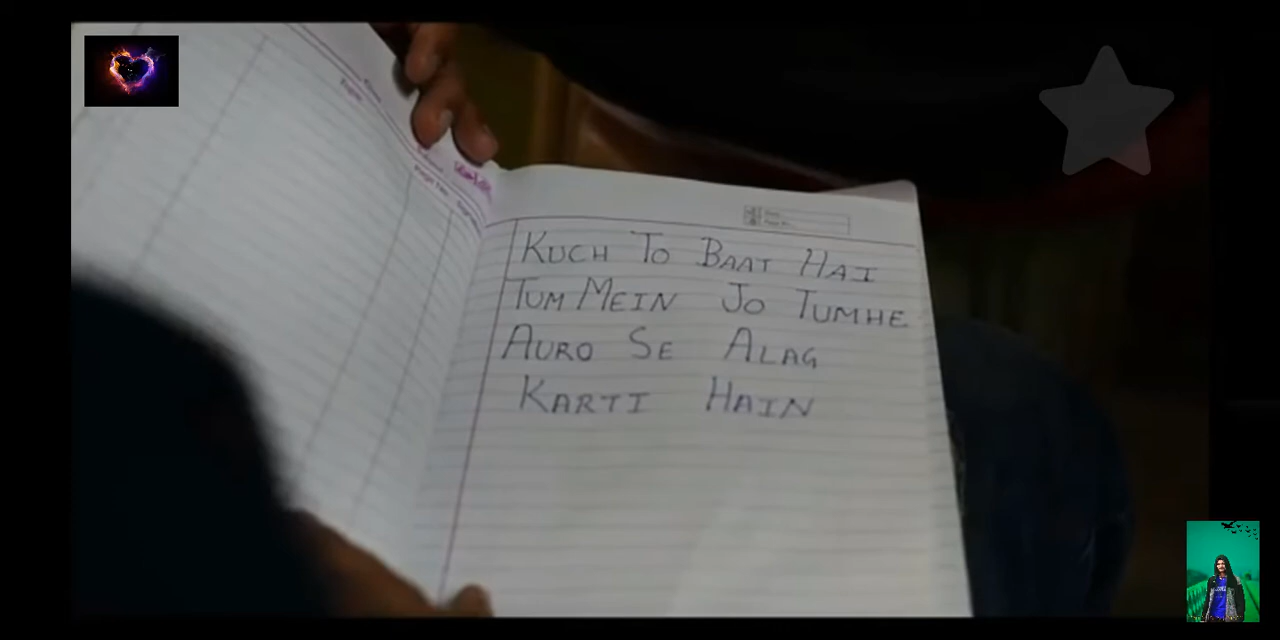 KUCH TO BAAT HAI
TUM MEIN JO TUMHE
AURO SE ALAG
KARTI HAIN